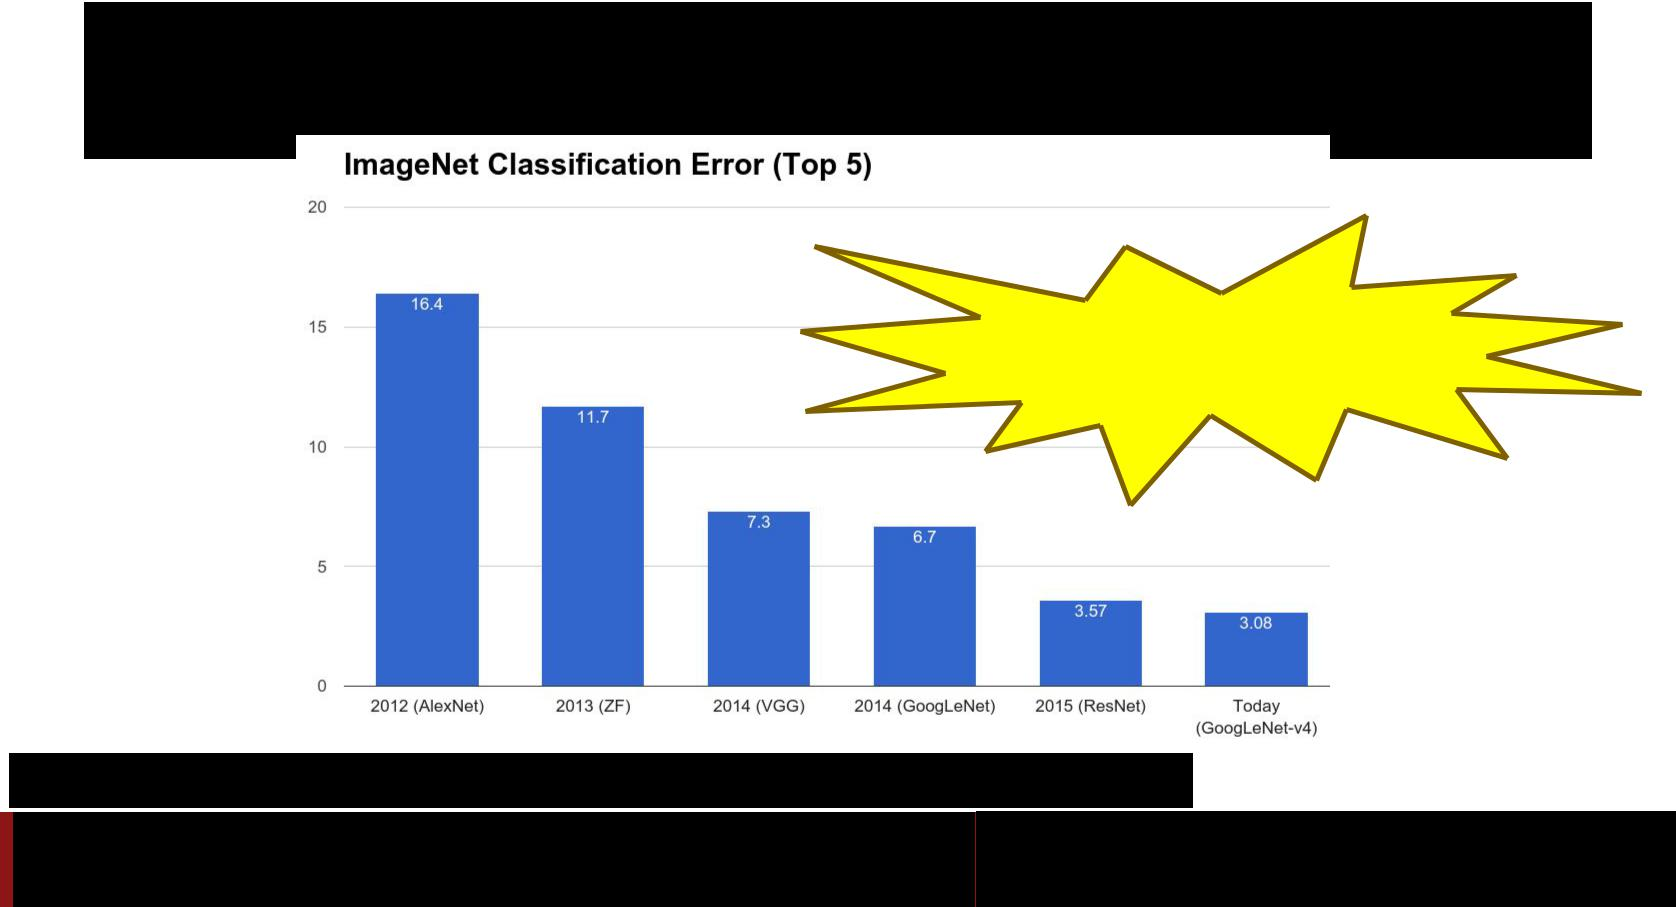 ImageNet Classification Error (Top 5)
20
15
10
5
0
16.4
11.7
7.3
6.7
3.57
3.08
2012 (AlexNet)
2013 (ZF)
2014 (VGG)
2014 (GoogLeNet)
2015 (ResNet)
Today
(GoogLeNet-v4)